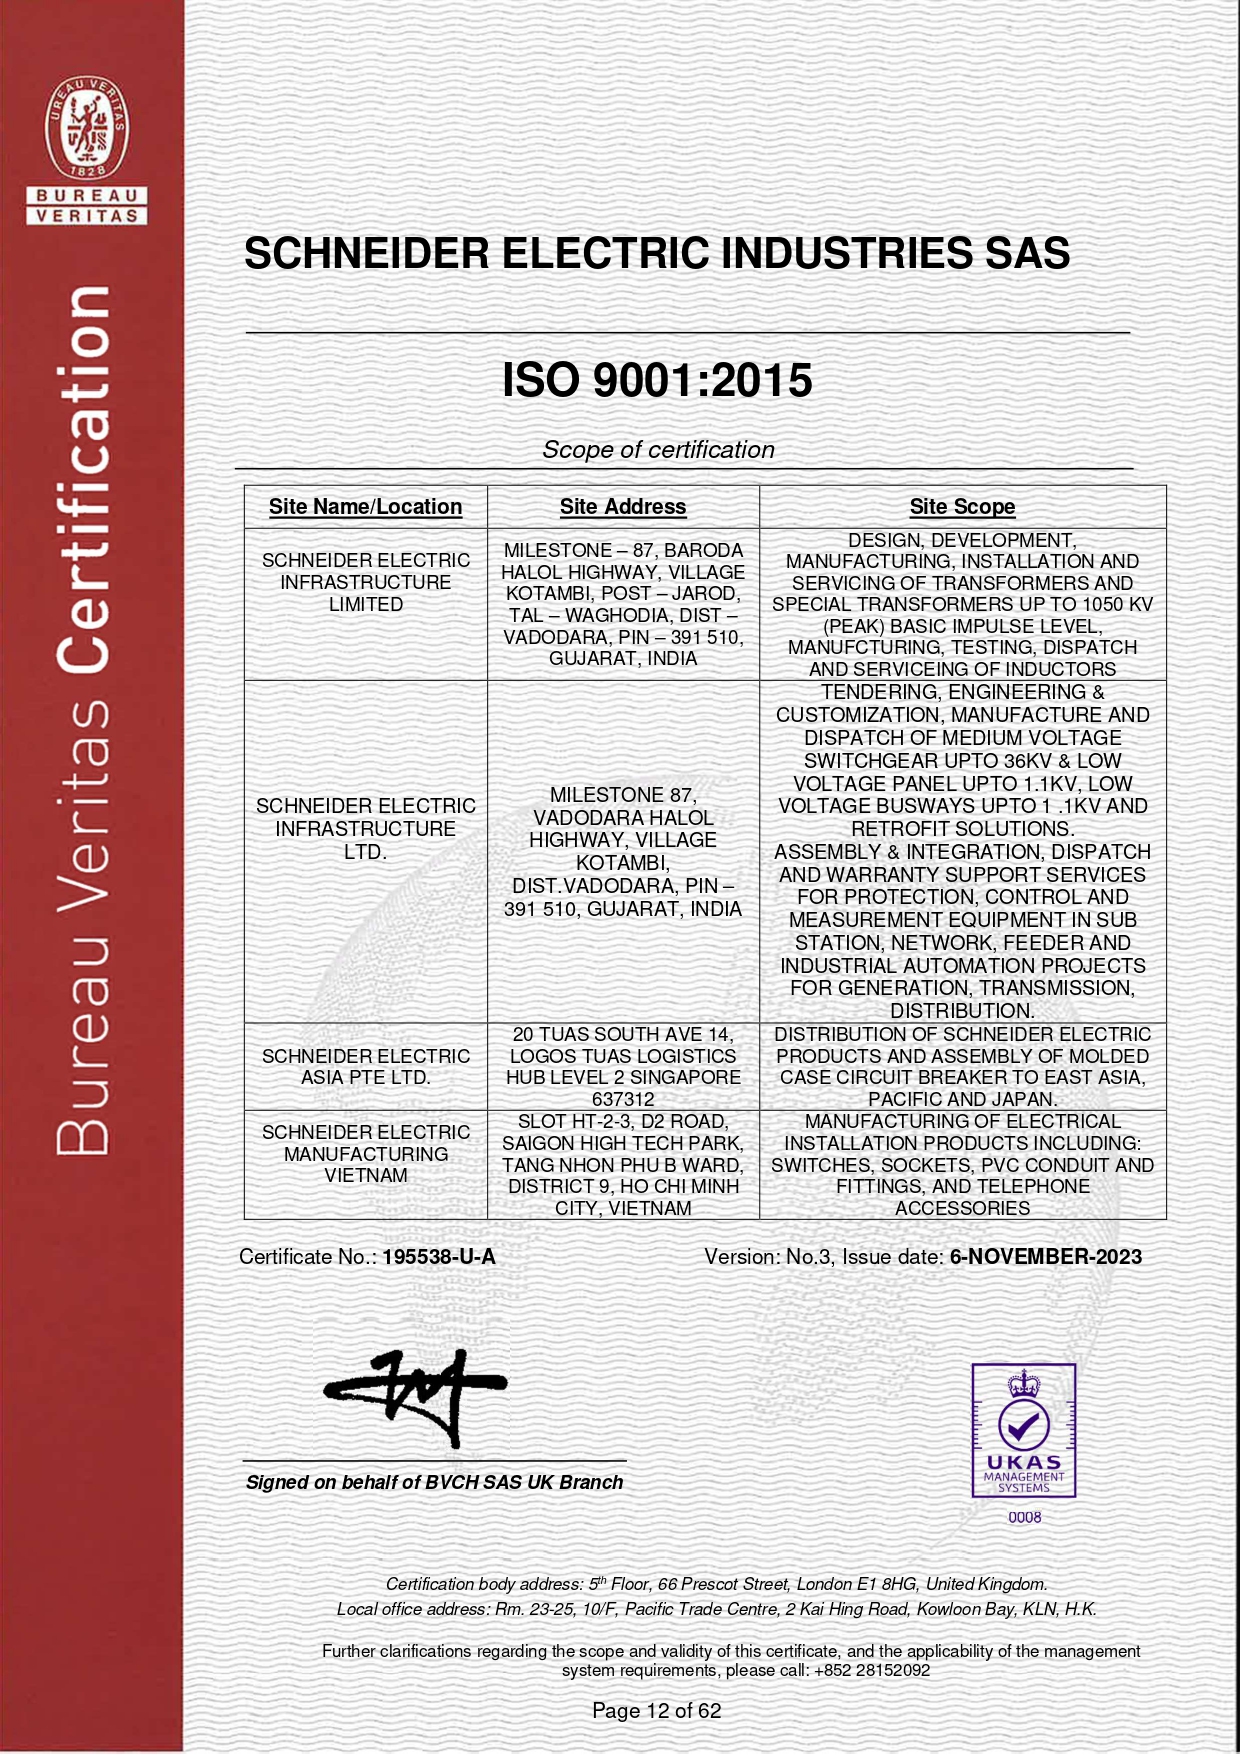 BUREAU VERITAS
1828
BUREAU
VERITAS
Bureau Veritas Certification
SCHNEIDER ELECTRIC INDUSTRIES SAS
ISO 9001:2015
Scope of certification
Site Name/Location
Site Address
Site Scope
SCHNEIDER ELECTRIC
INFRASTRUCTURE
LIMITED
MILESTONE – 87, BARODA
HALOL HIGHWAY, VILLAGE
KOTAMBI, POST – JAROD,
TAL – WAGHODIA, DIST –
VADODARA, PIN – 391 510,
GUJARAT, INDIA
DESIGN, DEVELOPMENT,
MANUFACTURING, INSTALLATION AND
SERVICING OF TRANSFORMERS AND
SPECIAL TRANSFORMERS UP TO 1050 KV
(PEAK) BASIC IMPULSE LEVEL,
MANUFCTURING, TESTING, DISPATCH
AND SERVICEING OF INDUCTORS
SCHNEIDER ELECTRIC
INFRASTRUCTURE
LTD.
MILESTONE 87,
VADODARA HALOL
HIGHWAY, VILLAGE
KOTAMBI,
DIST.VADODARA, PIN –
391 510, GUJARAT, INDIA
TENDERING, ENGINEERING &
CUSTOMIZATION, MANUFACTURE AND
DISPATCH OF MEDIUM VOLTAGE
SWITCHGEAR UPTO 36KV & LOW
VOLTAGE PANEL UPTO 1.1KV, LOW
VOLTAGE BUSWAYS UPTO 1 .1KV AND
RETROFIT SOLUTIONS.
ASSEMBLY & INTEGRATION, DISPATCH
AND WARRANTY SUPPORT SERVICES
FOR PROTECTION, CONTROL AND
MEASUREMENT EQUIPMENT IN SUB
STATION, NETWORK, FEEDER AND
INDUSTRIAL AUTOMATION PROJECTS
FOR GENERATION, TRANSMISSION,
DISTRIBUTION.
SCHNEIDER ELECTRIC
ASIA PTE LTD.
20 TUAS SOUTH AVE 14,
LOGOS TUAS LOGISTICS
HUB LEVEL 2 SINGAPORE
637312
DISTRIBUTION OF SCHNEIDER ELECTRIC
PRODUCTS AND ASSEMBLY OF MOLDED
CASE CIRCUIT BREAKER TO EAST ASIA,
PACIFIC AND JAPAN.
SCHNEIDER ELECTRIC
MANUFACTURING
VIETNAM
SLOT HT-2-3, D2 ROAD,
SAIGON HIGH TECH PARK,
TANG NHON PHU B WARD,
DISTRICT 9, HO CHI MINH
CITY, VIETNAM
MANUFACTURING OF ELECTRICAL
INSTALLATION PRODUCTS INCLUDING:
SWITCHES, SOCKETS, PVC CONDUIT AND
FITTINGS, AND TELEPHONE
ACCESSORIES
Certificate No.: 195538-U-A
Version: No.3, Issue date: 6-NOVEMBER-2023
Signed on behalf of BVCH SAS UK Branch
UKAS
MANAGEMENT
SYSTEMS
0008
Certification body address: 5th Floor, 66 Prescot Street, London E1 8HG, United Kingdom.
Local office address: Rm. 23-25, 10/F, Pacific Trade Centre, 2 Kai Hing Road, Kowloon Bay, KLN, H.K.
Further clarifications regarding the scope and validity of this certificate, and the applicability of the management
system requirements, please call: +852 28152092
Page 12 of 62